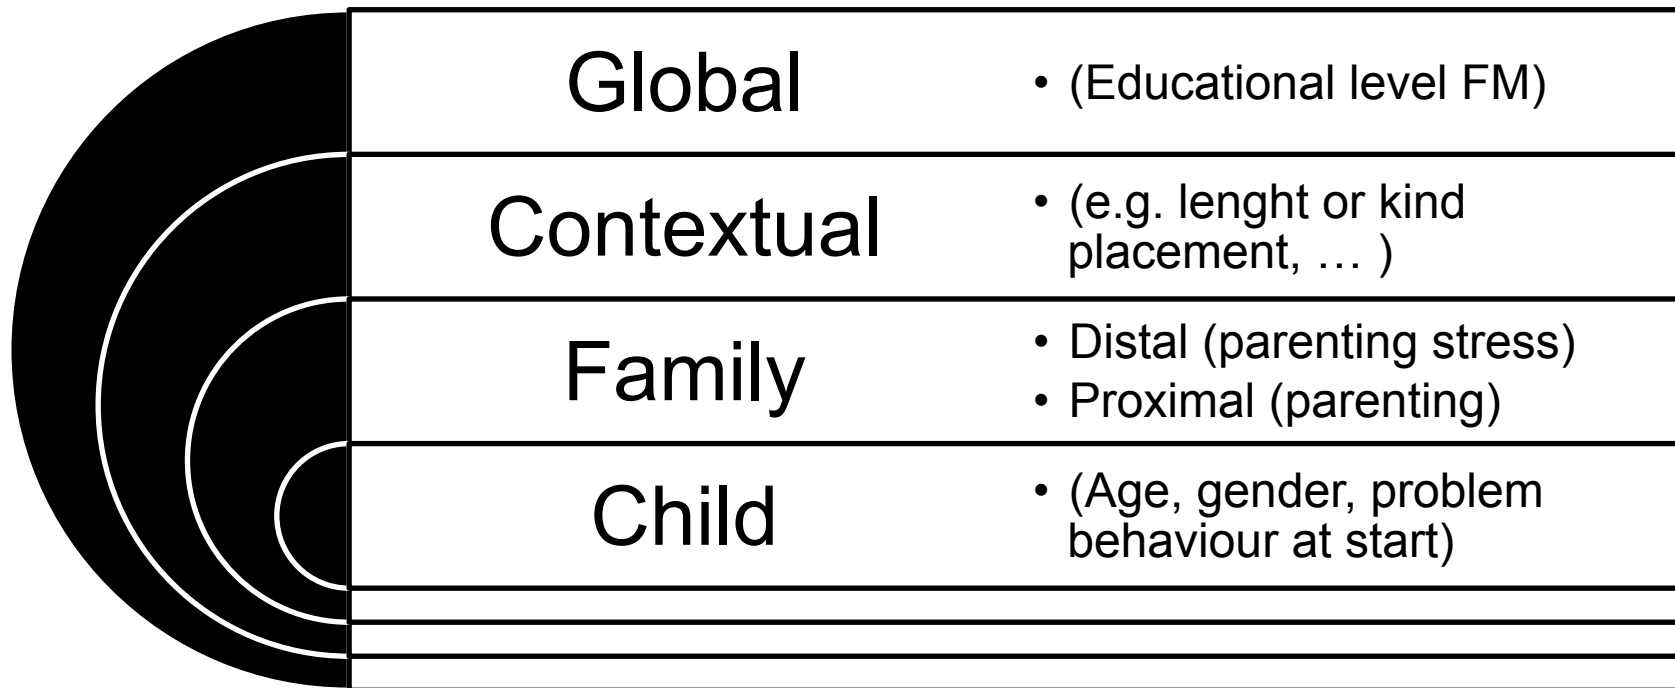 Global
• (Educational level FM)
Contextual
• (e.g. lenght or kind
placement, … )
Family
• Distal (parenting stress)
• Proximal (parenting)
Child
• (Age, gender, problem
behaviour at start)